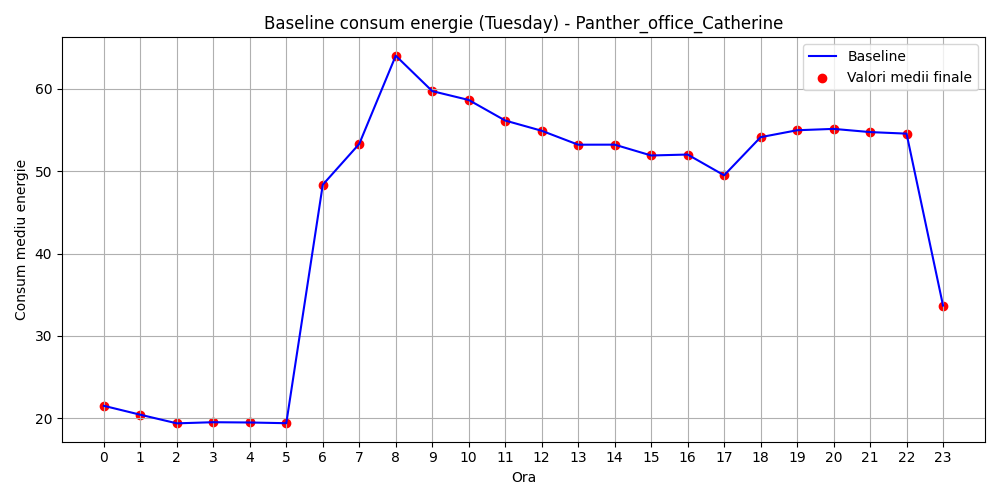 Baseline consum energie (Tuesday) - Panther_office_Catherine
Baseline
Valori medii finale
Consum mediu energie
60
50
40
30
20
0 1 2 3 4 5 6 7 8 9 10 11 12 13 14 15 16 17 18 19 20 21 22 23
Ora